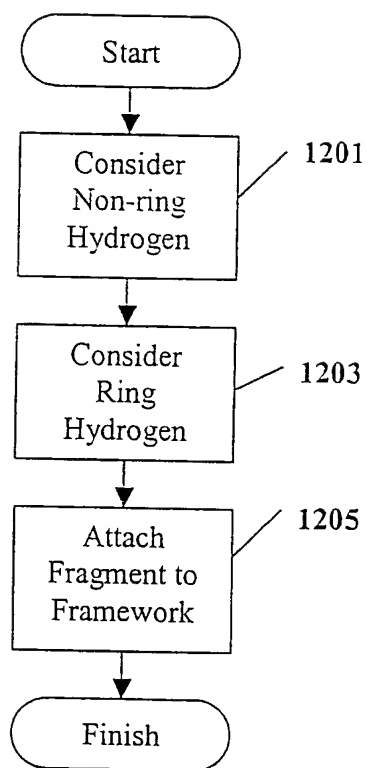 Start
Consider
Non-ring
Hydrogen
1201
Consider
Ring
Hydrogen
1203
Attach
Fragment to
Framework
1205
Finish